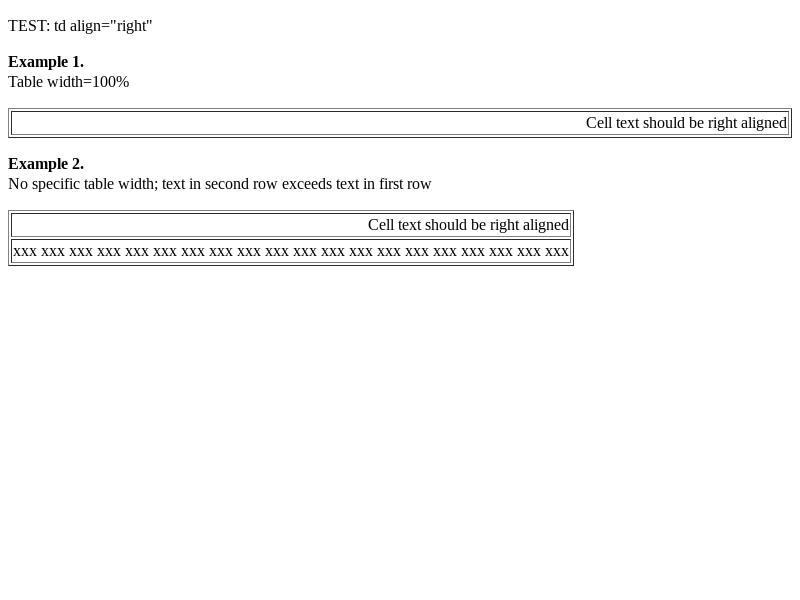 TEST: td align="right"
Example 1.
Table width=100%
Cell text should be right aligned
Example 2.
No specific table width; text in second row exceeds text in first row
Cell text should be right aligned
xxx xxx xxx xxx xxx xxx xxx xxx xxx xxx xxx xxx xxx xxx xxx xxx xxx xxx xxx xxx